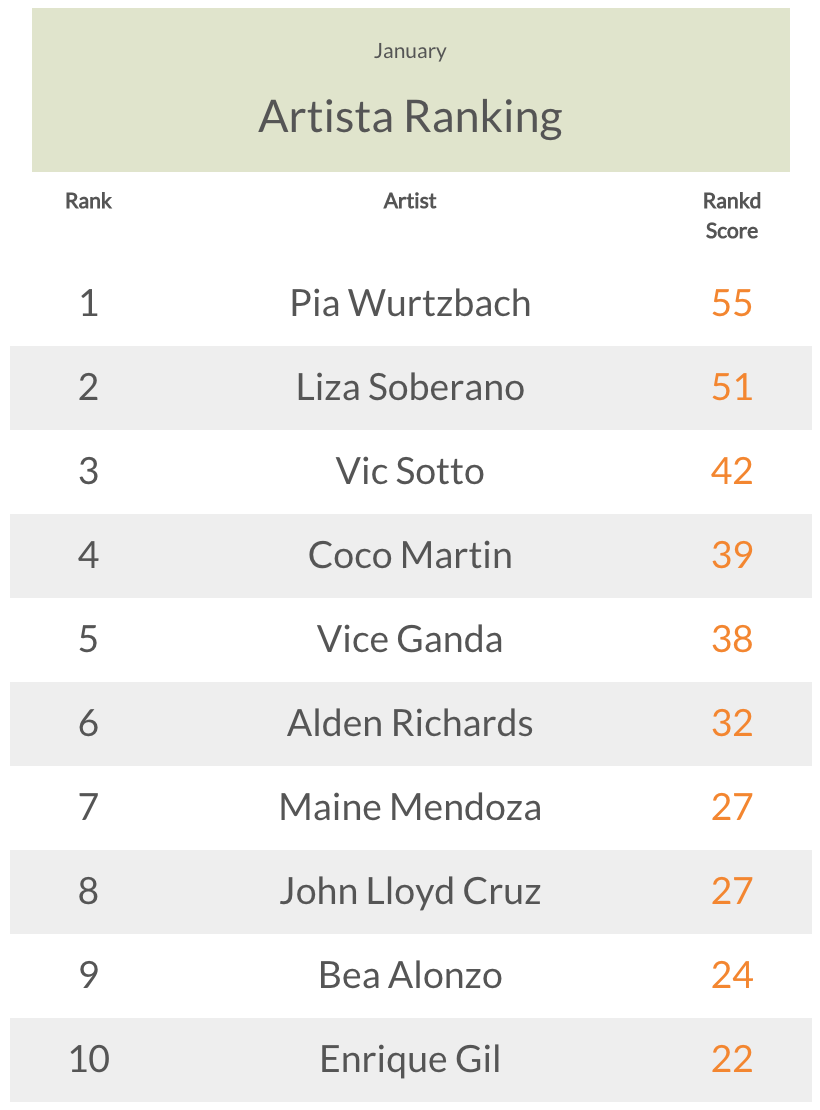 January
Artista Ranking
Rank Artist Rankd Score
1 Pia Wurtzbach 55
2 Liza Soberano 51
3 Vic Sotto 42
4 Coco Martin 39
5 Vice Ganda 38
6 Alden Richards 32
7 Maine Mendoza 27
8 John Lloyd Cruz 27
9 Bea Alonzo 24
10 Enrique Gil 22